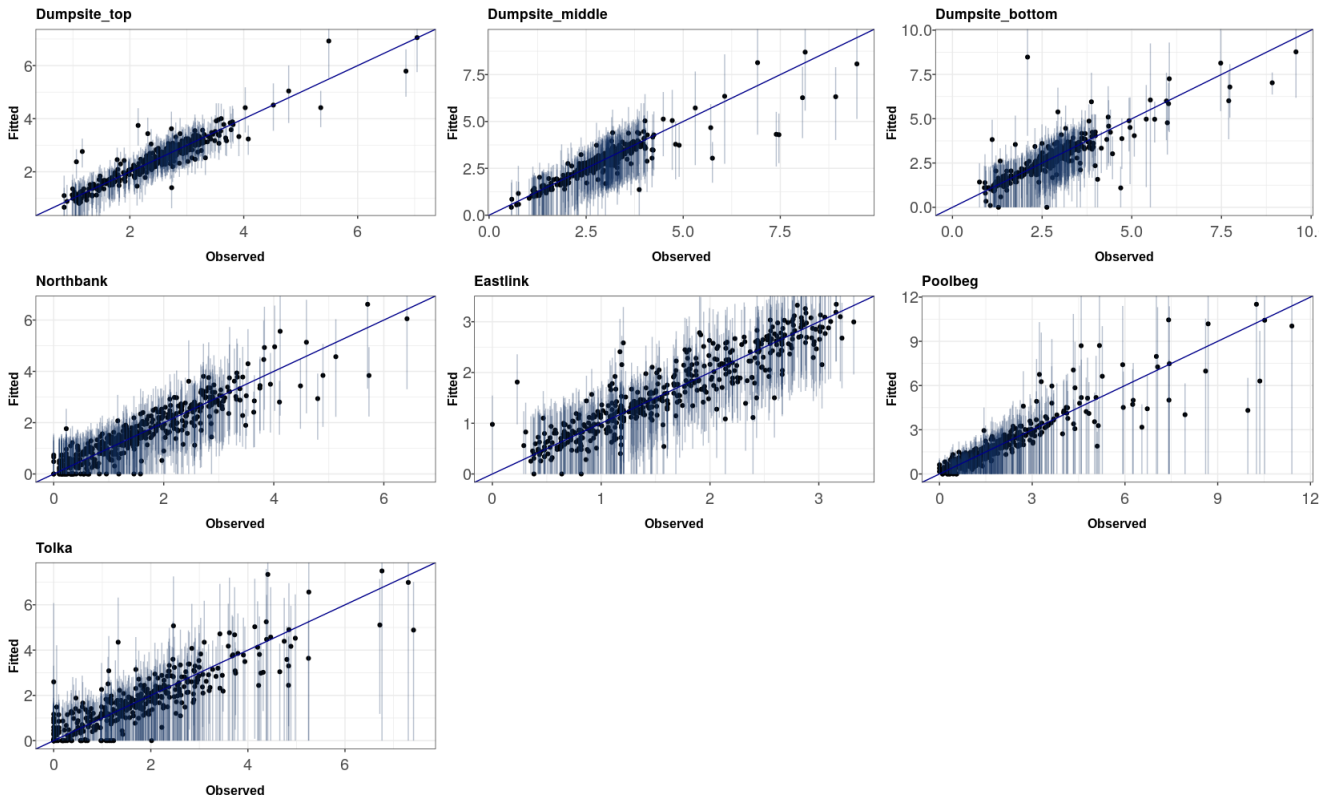 Dumpsite_top
Dumpsite_middle
Dumpsite_bottom
Fitted
6
4
2
2
4
6
Observed
Fitted
7.5
5.0
2.5
0.0
0.0
2.5
5.0
7.5
Observed
Fitted
10.0
7.5
5.0
2.5
0.0
0.0
2.5
5.0
7.5
10.
Observed
Northbank
Eastlink
Poolbeg
Fitted
6
4
2
0
0
2
4
6
Observed
Fitted
3
2
1
0
0
1
2
3
Observed
Fitted
12
9
6
3
0
0
3
6
9
12
Observed
Tolka
Fitted
6
4
2
0
0
2
4
6
Observed